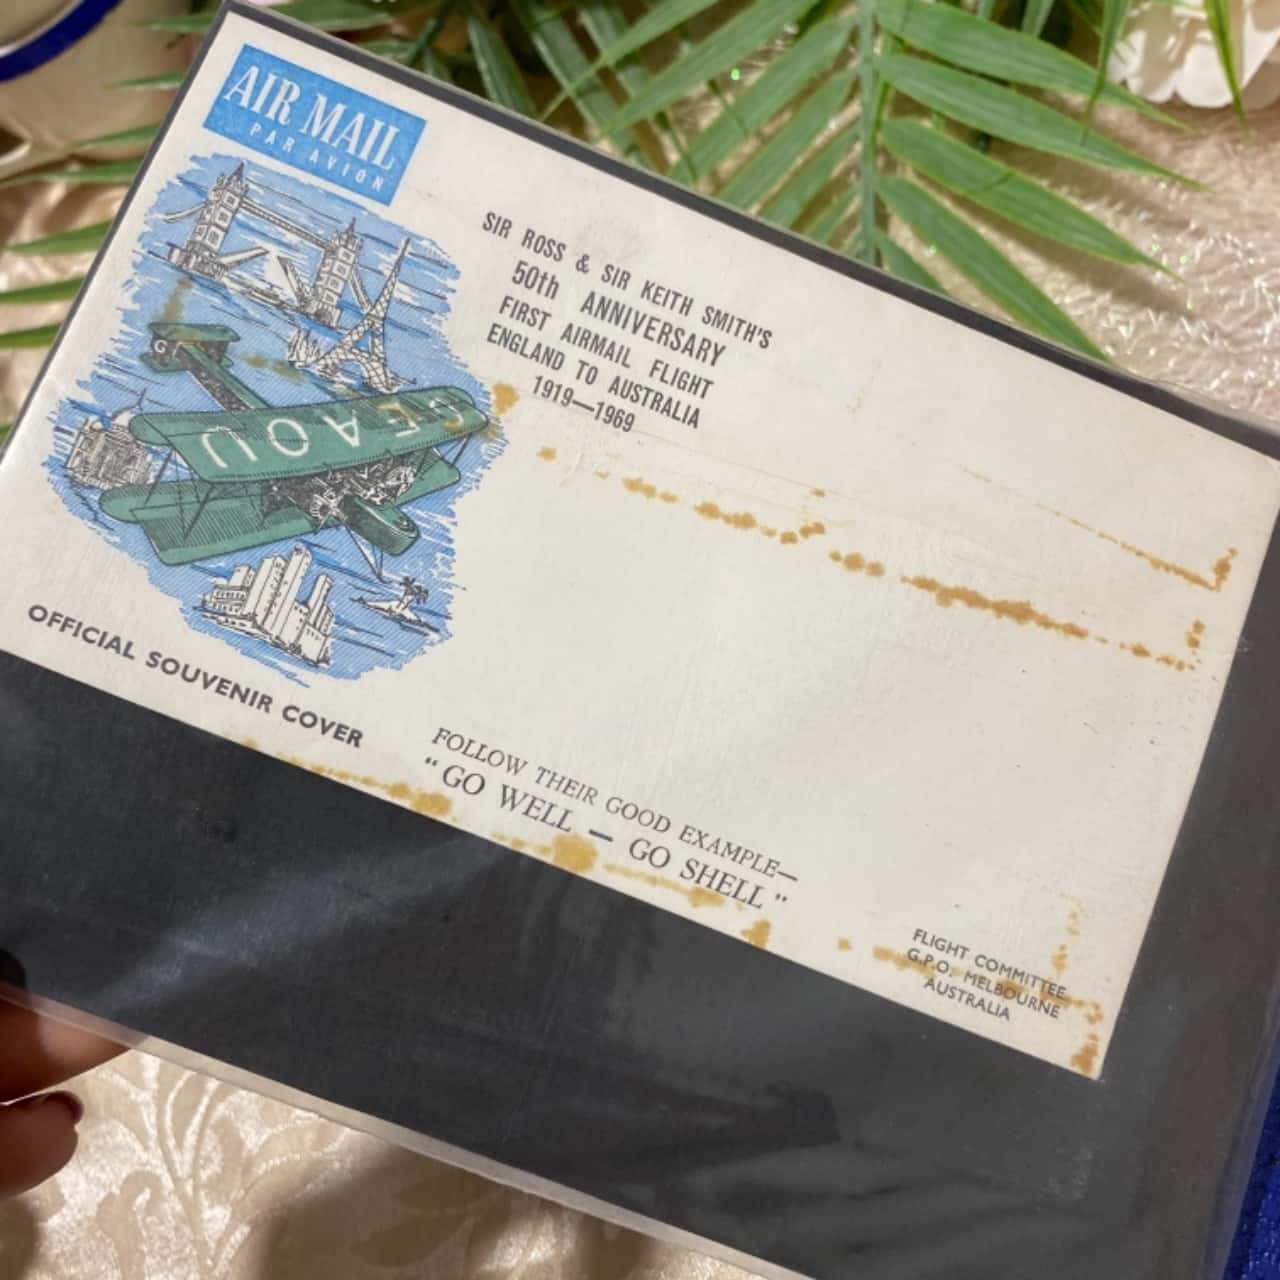 AIR MAIL
PAR AVION
SIR ROSS & SIR KEITH SMITH'S
50th ANNIVERSARY
FIRST AIRMAIL FLIGHT
ENGLAND TO AUSTRALIA
1919—1969
G
G EAOU
OFFICIAL SOUVENIR COVER
FOLLOW THEIR GOOD EXAMPLE—
"GO WELL — GO SHELL"
FLIGHT COMMITTEE
G.P.O. MELBOURNE
AUSTRALIA